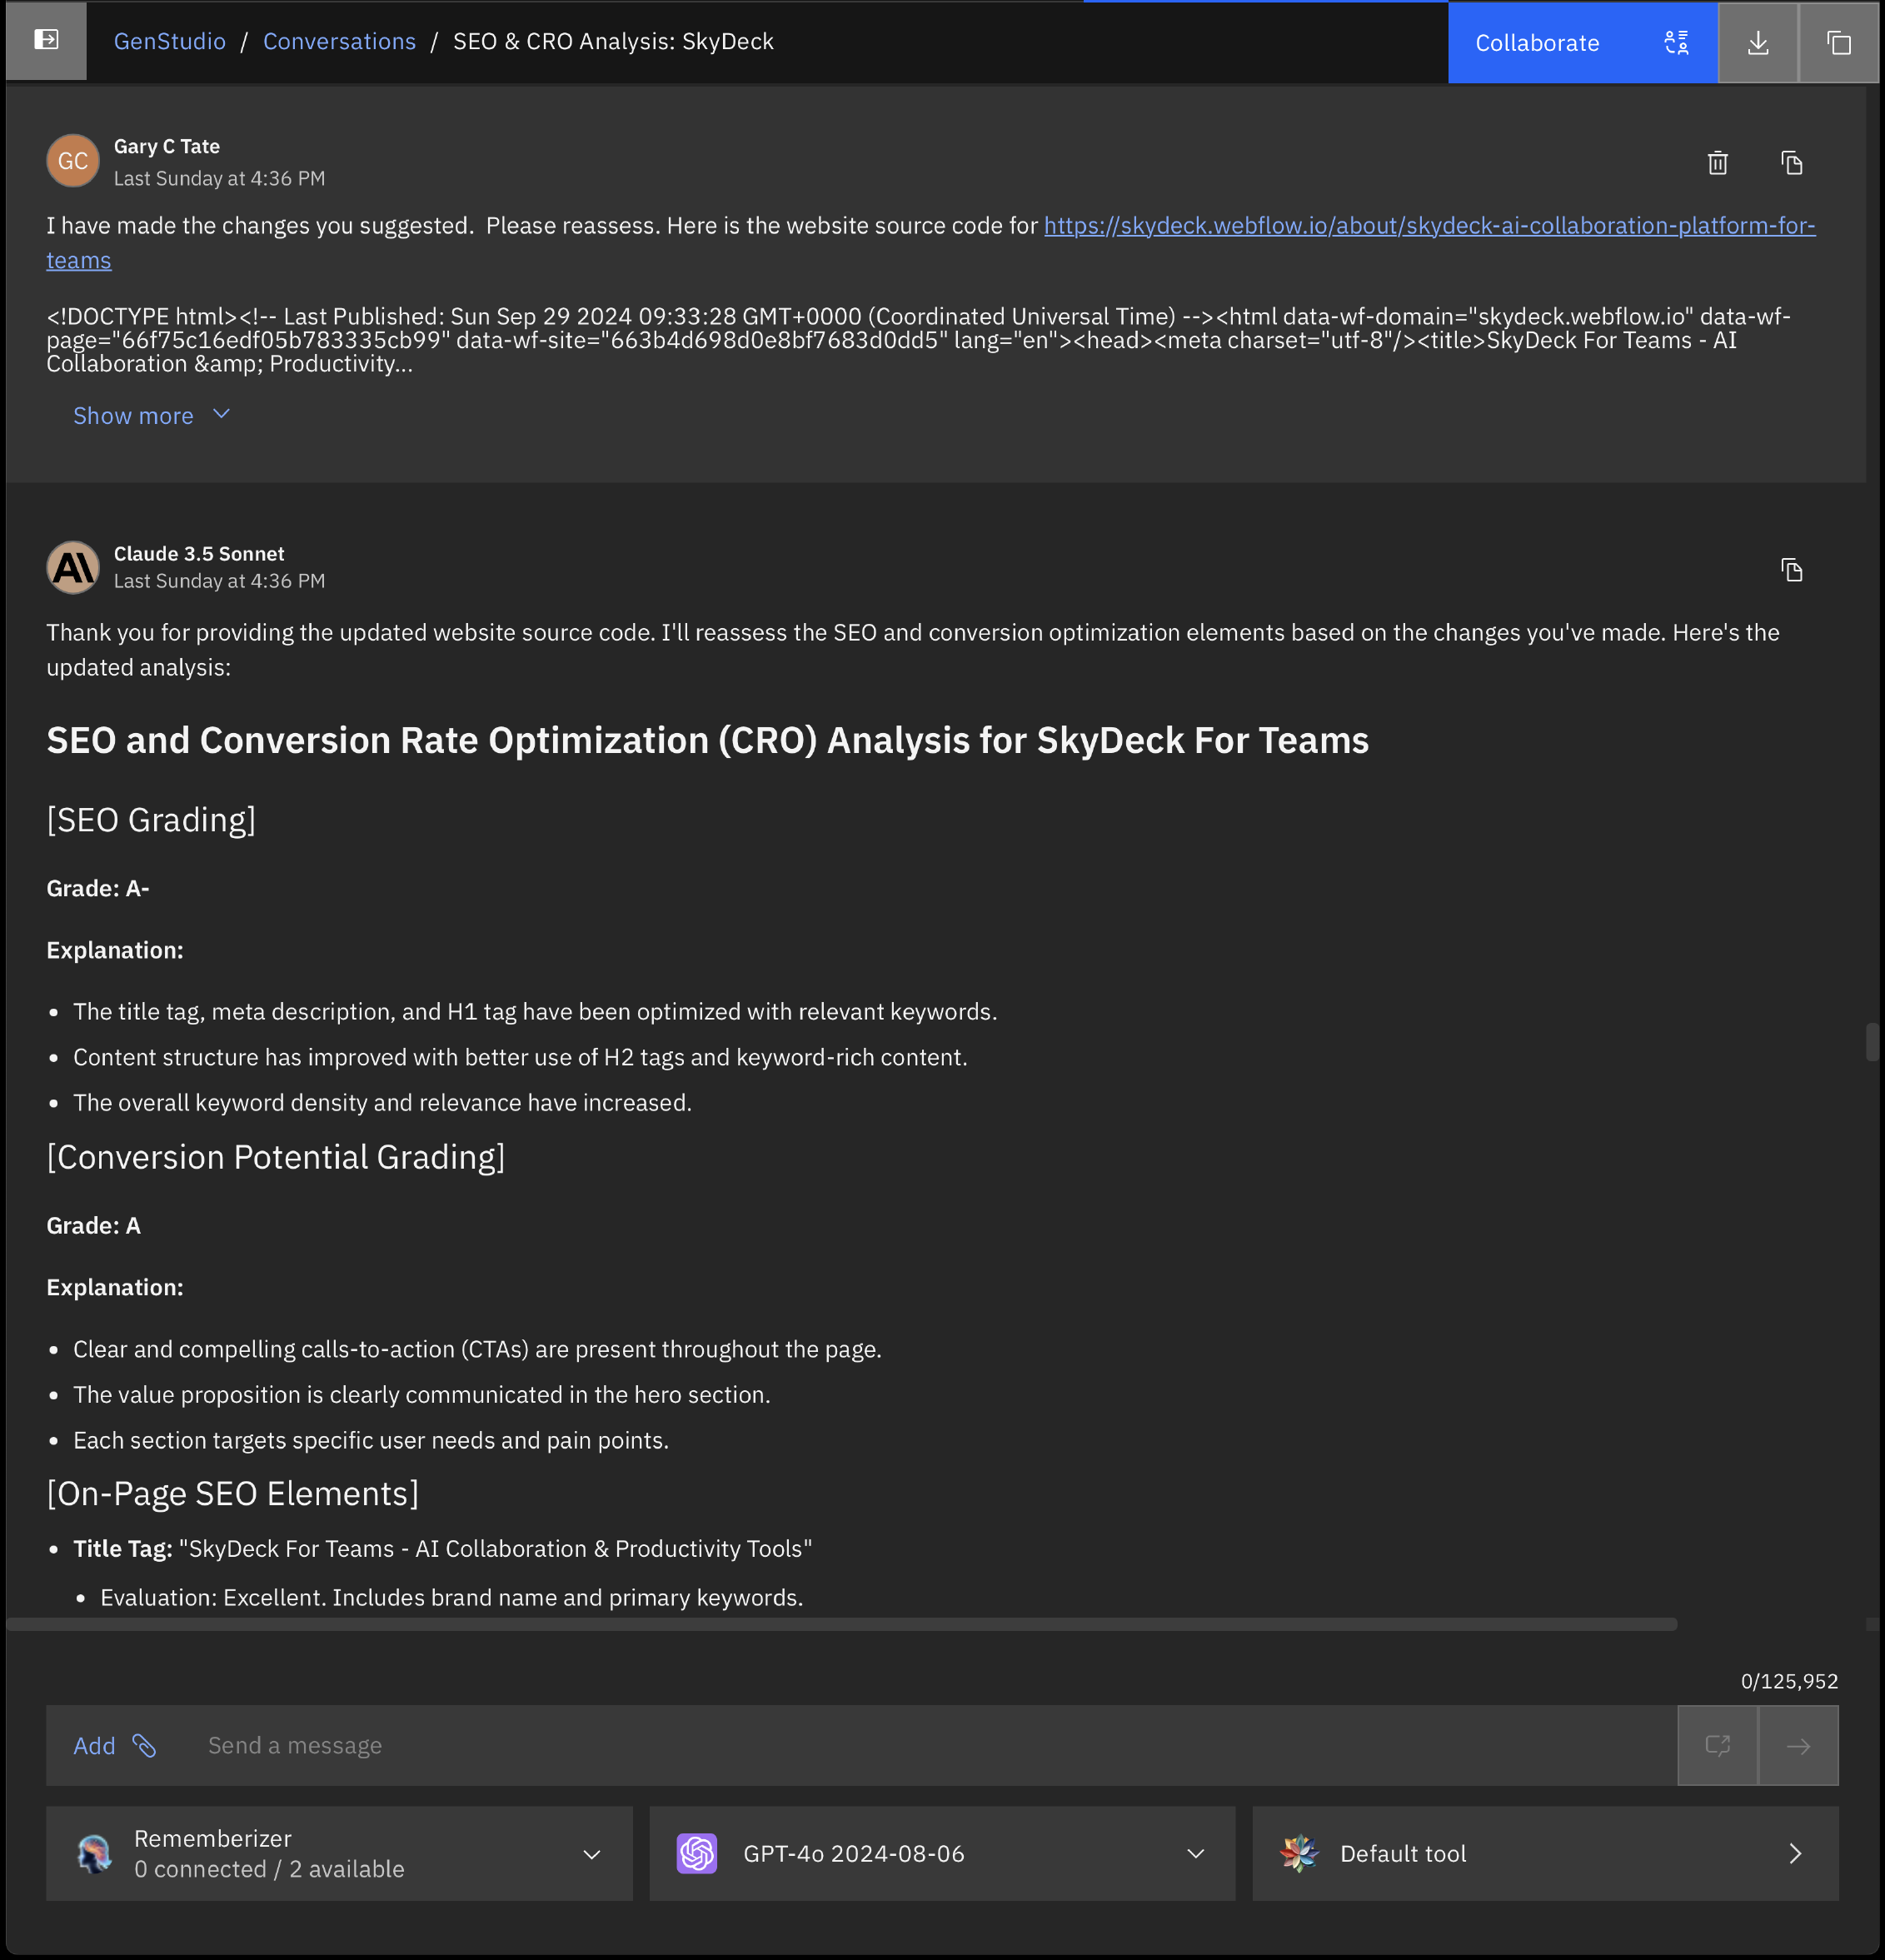 GenStudio / Conversations / SEO & CRO Analysis: SkyDeck
Collaborate
GC
Gary C Tate
Last Sunday at 4:36 PM
I have made the changes you suggested.  Please reassess. Here is the website source code for https://skydeck.webflow.io/about/skydeck-ai-collaboration-platform-for-
teams
<!DOCTYPE html><!-- Last Published: Sun Sep 29 2024 09:33:28 GMT+0000 (Coordinated Universal Time) --><html data-wf-domain="skydeck.webflow.io" data-wf-
page="66f75c16edf05b783335cb99" data-wf-site="663b4d698d0e8bf7683d0dd5" lang="en"><head><meta charset="utf-8"/><title>SkyDeck For Teams - AI
Collaboration &amp; Productivity...
Show more
Claude 3.5 Sonnet
Last Sunday at 4:36 PM
Thank you for providing the updated website source code. I'll reassess the SEO and conversion optimization elements based on the changes you've made. Here's the
updated analysis:
SEO and Conversion Rate Optimization (CRO) Analysis for SkyDeck For Teams
[SEO Grading]
Grade: A-
Explanation:
• The title tag, meta description, and H1 tag have been optimized with relevant keywords.
• Content structure has improved with better use of H2 tags and keyword-rich content.
• The overall keyword density and relevance have increased.
[Conversion Potential Grading]
Grade: A
Explanation:
• Clear and compelling calls-to-action (CTAs) are present throughout the page.
• The value proposition is clearly communicated in the hero section.
• Each section targets specific user needs and pain points.
[On-Page SEO Elements]
• Title Tag: "SkyDeck For Teams - AI Collaboration & Productivity Tools"
• Evaluation: Excellent. Includes brand name and primary keywords.
0/125,952
Add Send a message
Rememberizer
0 connected / 2 available
GPT-4o 2024-08-06
Default tool